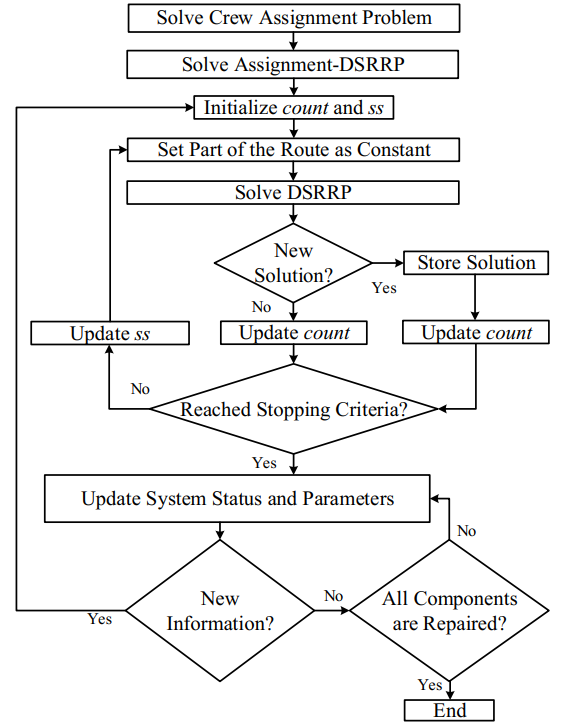 Solve Crew Assignment Problem
Solve Assignment-DSRRP
Initialize count and ss
Set Part of the Route as Constant
Solve DSRRP
New
Solution?
Yes
Store Solution
No
Update ss
Update count
Update count
No
Reached Stopping Criteria?
Yes
Update System Status and Parameters
No
New
Information?
Yes
No
All Components
are Repaired?
Yes
End